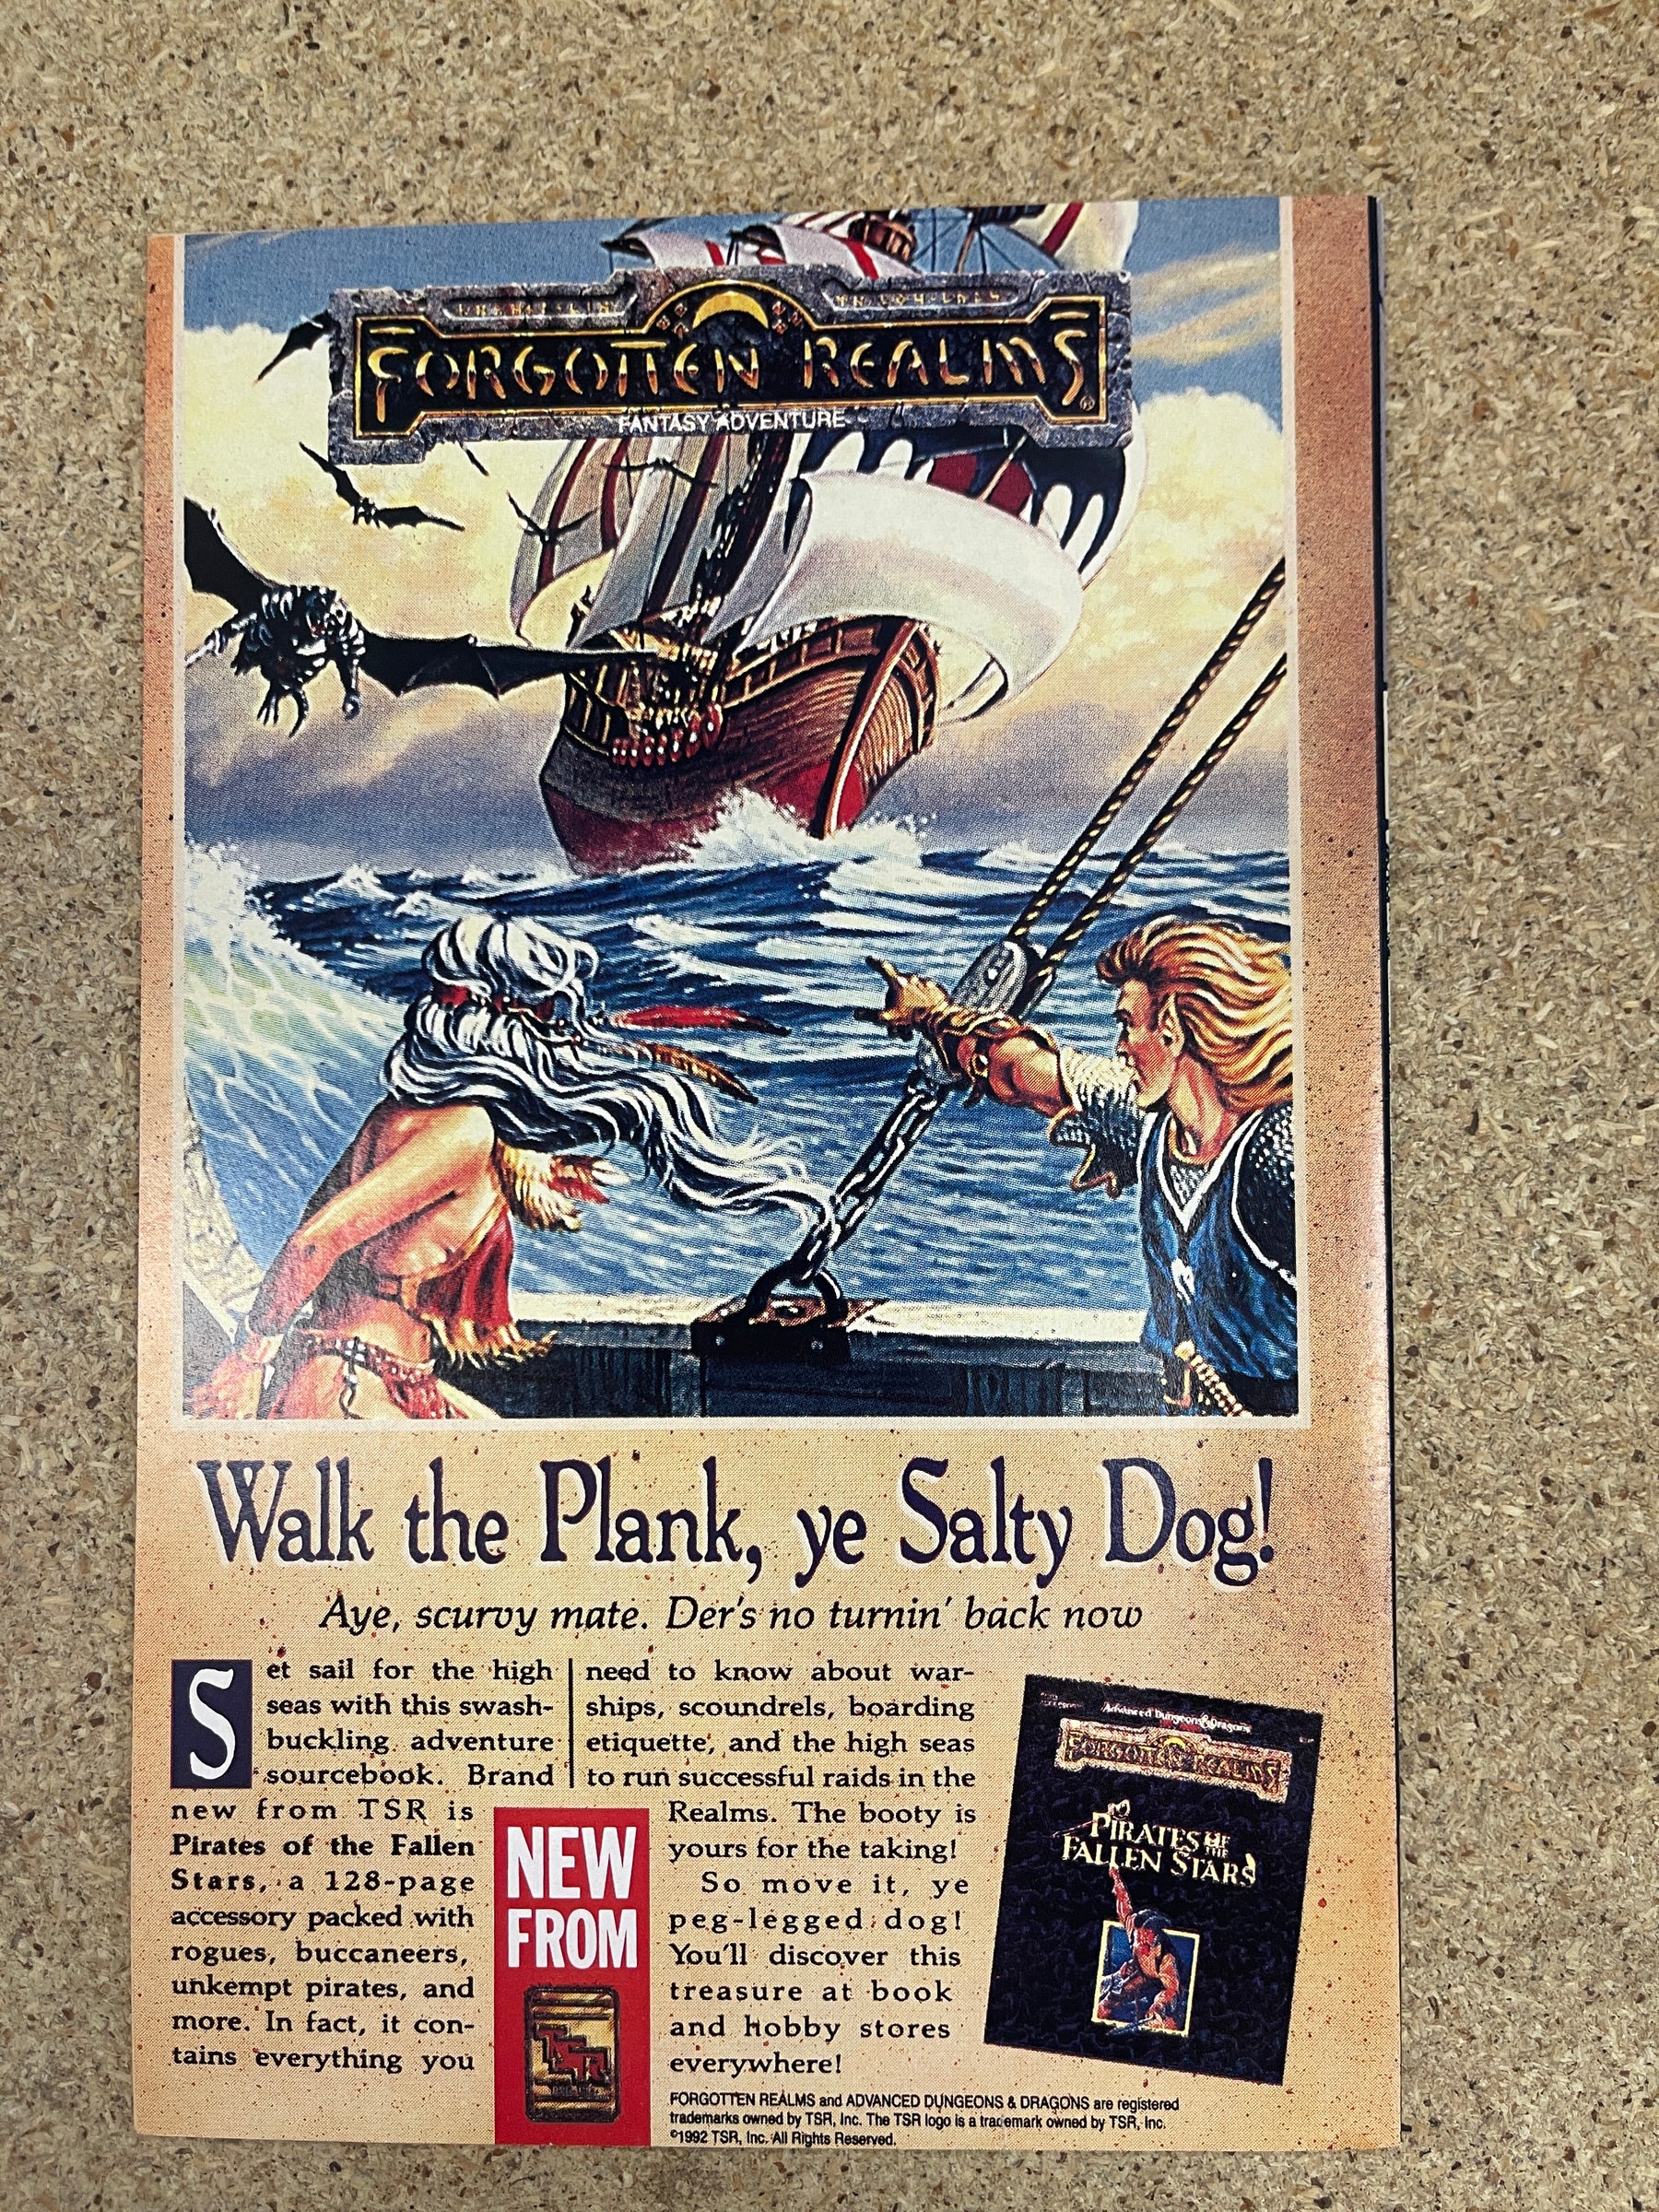 FORGOTTEN REALMS®
FANTASY ADVENTURE
Walk the Plank, ye Salty Dog!
Aye, scurvy mate. Der's no turnin' back now
Set sail for the high
seas with this swash-
buckling adventure
sourcebook. Brand
new from TSR is
Pirates of the Fallen
Stars, a 128-page
accessory packed with
rogues, buccaneers,
unkempt pirates, and
more. In fact, it con-
tains everything you
need to know about war-
ships, scoundrels, boarding
etiquette, and the high seas
to run successful raids in the
Realms. The booty is
yours for the taking!
So move it, ye
peg-legged dog!
You'll discover this
treasure at book
and hobby stores
everywhere!
NEW
FROM
TSR
Advanced Dungeons & Dragons
FORGOTTEN REALMS
PIRATES OF THE
FALLEN STARS
FORGOTTEN REALMS and ADVANCED DUNGEONS & DRAGONS are registered
trademarks owned by TSR, Inc. The TSR logo is a trademark owned by TSR, Inc.
©1992 TSR, Inc. All Rights Reserved.